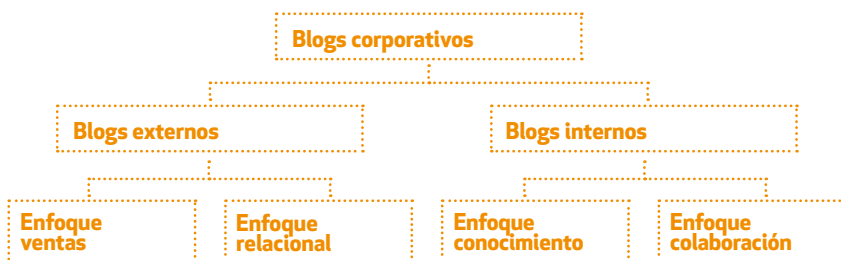 Blogs corporativos
Blogs externos
Blogs internos
Enfoque
ventas
Enfoque
relacional
Enfoque
conocimiento
Enfoque
colaboración